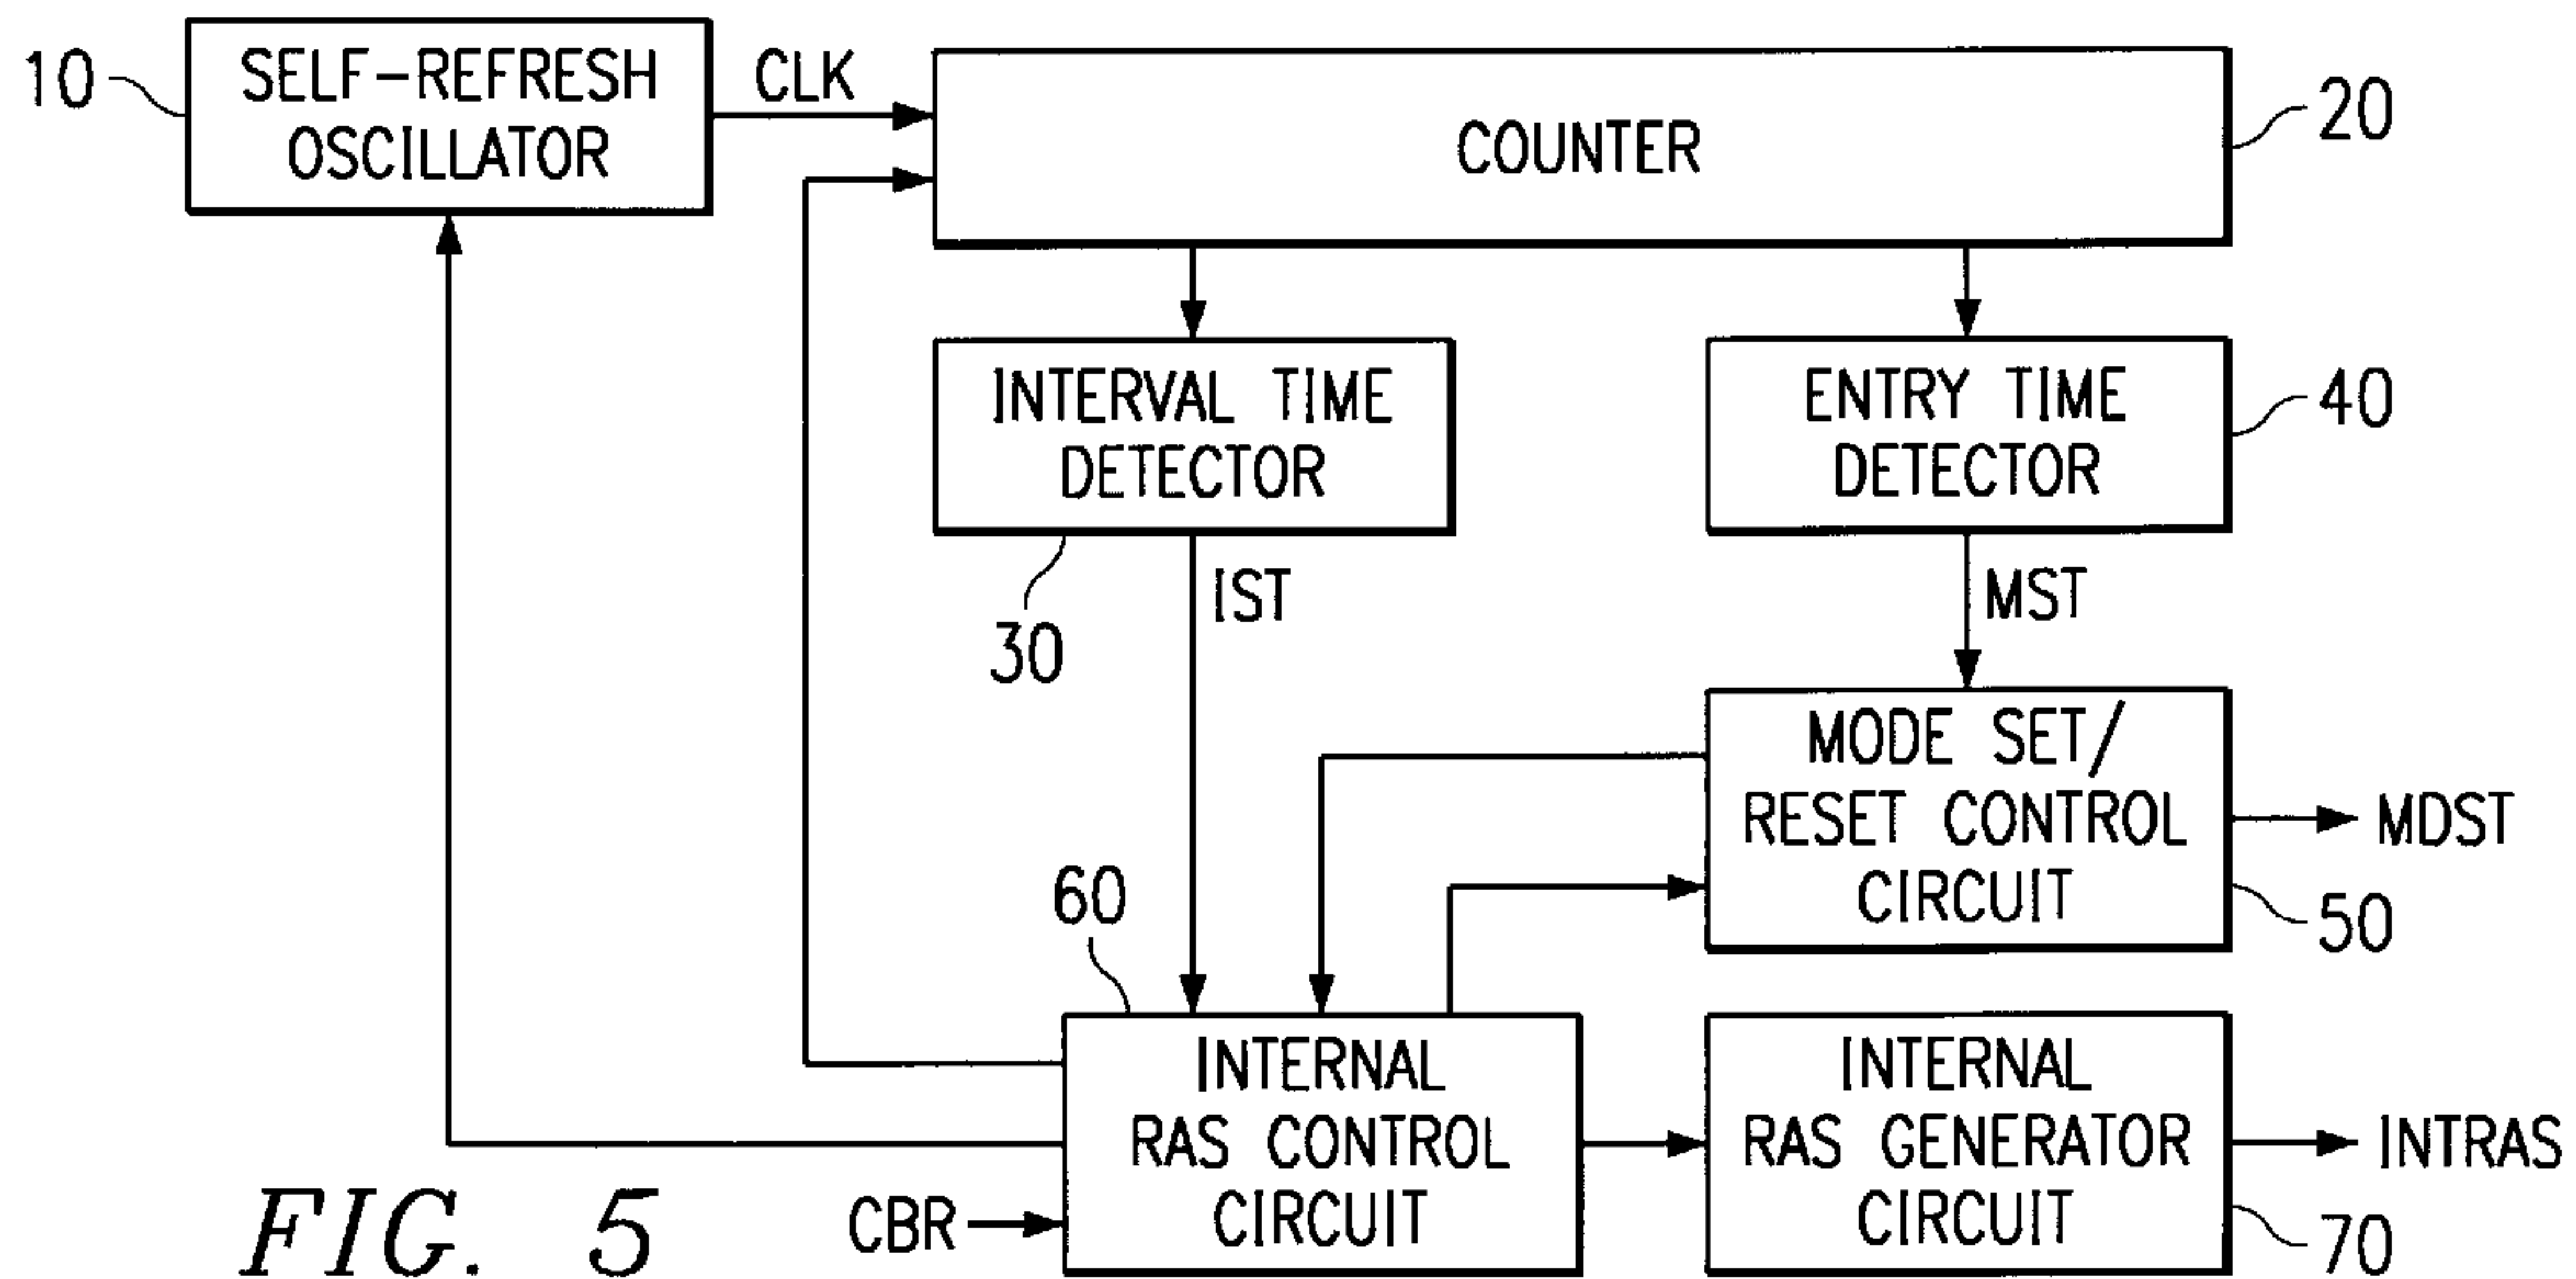 10
SELF-REFRESH
OSCILLATOR
CLK
COUNTER
20
INTERVAL TIME
DETECTOR
30
ENTRY TIME
DETECTOR
40
IST
MST
MODE SET/
RESET CONTROL
CIRCUIT
50
MDST
60
INTERNAL
RAS CONTROL
CIRCUIT
CBR
INTERNAL
RAS GENERATOR
CIRCUIT
70
INTRAS
FIG. 5